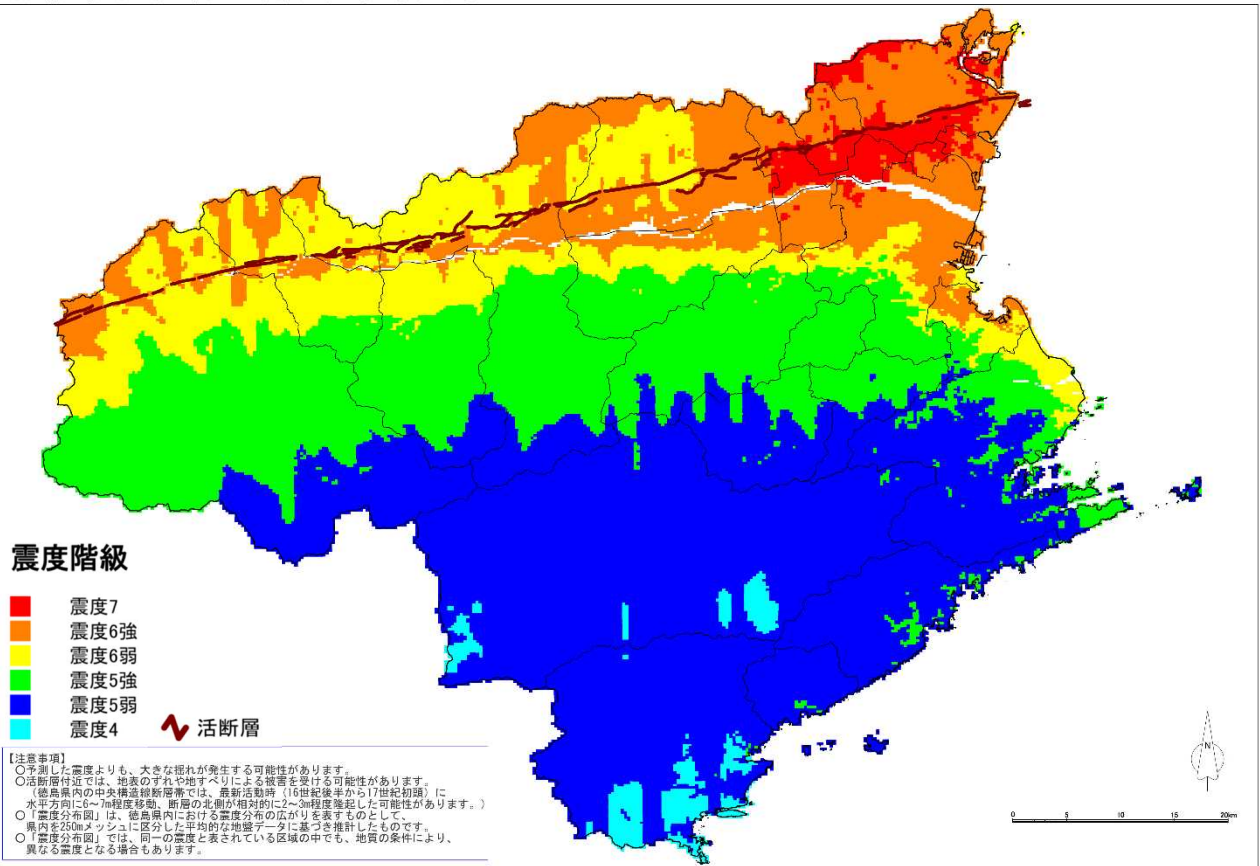 震度階級
震度7
震度6強
震度6弱
震度5強
震度5弱
震度4
活断層
【注意事項】
○予測した震度よりも、大きな揺れが発生する可能性があります。
○活断層付近では、地表のずれや地すべりによる被害を受ける可能性があります。
(徳島県内の中央構造線断層帯では、最新活動時(16世紀後半から17世紀初頭)に
水平方向に6~7m程度移動、断層の北側が相対的に2~3m程度隆起した可能性があります。)
○「震度分布図」は、徳島県内における震度分布の広がりを表すものとして、
県内を250mメッシュに区分した平均的な地盤データに基づき推計したものです。
○「震度分布図」では、同一の震度と表されている区域の中でも、地質の条件により、
異なる震度となる場合もあります。
N
0 5 10 15 20km